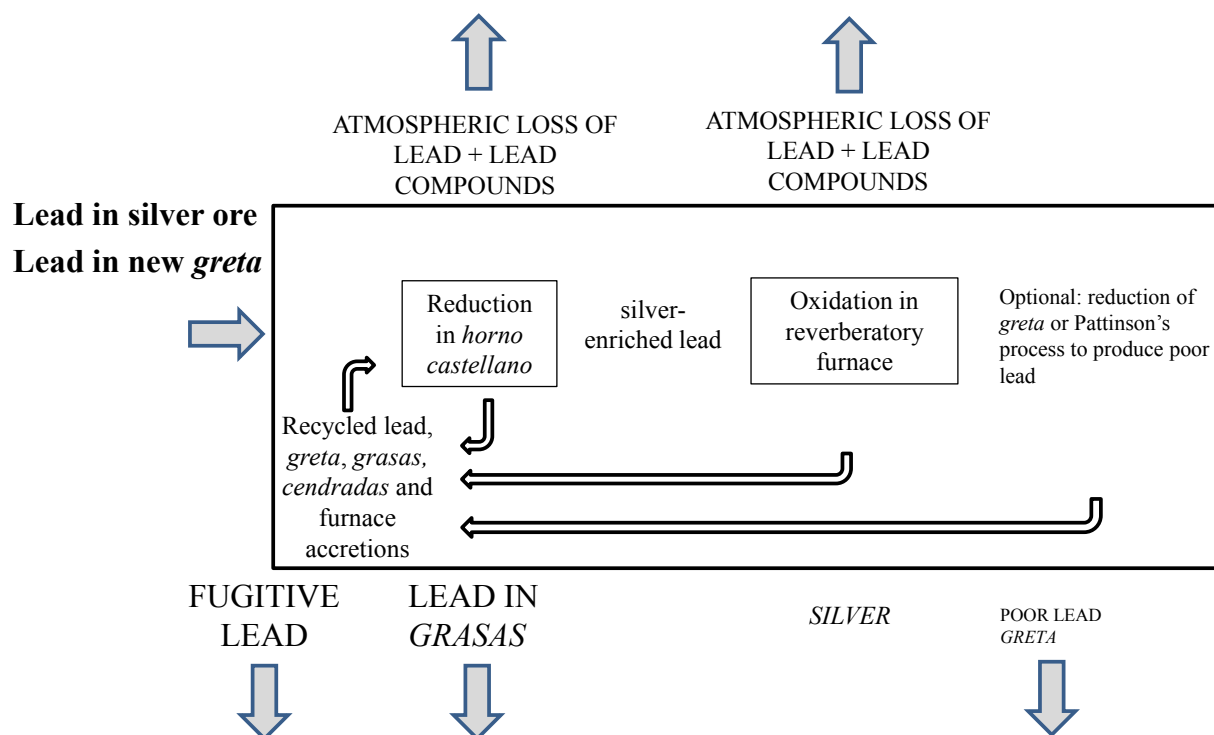 ATMOSPHERIC LOSS OF
LEAD + LEAD
COMPOUNDS
ATMOSPHERIC LOSS OF
LEAD + LEAD
COMPOUNDS
Lead in silver ore
Lead in new greta
Reduction
in horno
castellano
silver-
enriched lead
Oxidation in
reverberatory
furnace
Optional: reduction of
greta or Pattinson’s
process to produce poor
lead
Recycled lead,
greta, grasas,
cendradas and
furnace
accretions
FUGITIVE
LEAD
LEAD IN
GRASAS
SILVER
POOR LEAD
GRETA